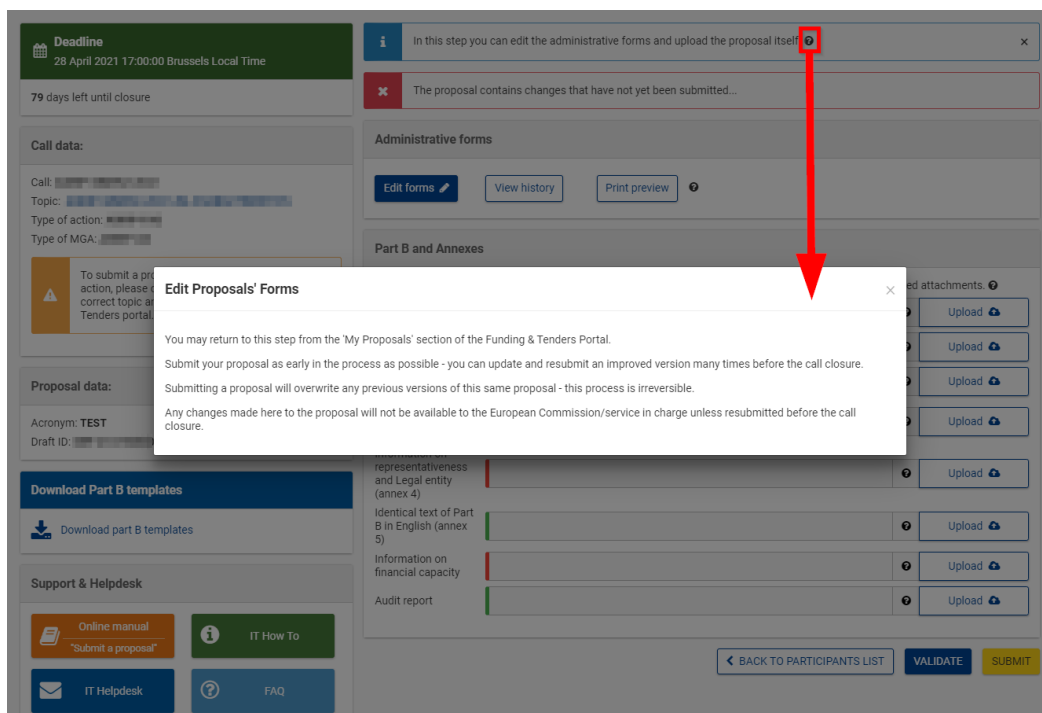 Deadline
28 April 2021 17:00:00 Brussels Local Time
79 days left until closure
Call data:
Call:
Topic:
Type of action:
Type of MGA:
To submit a
action, please
correct topic
Tenders portal.
Proposal data:
Acronym: TEST
Draft ID:
Download Part B templates
Download part B templates
Support & Helpdesk
Online manual
"Submit a proposal"
IT How To
IT Helpdesk
FAQ
In this step you can edit the administrative forms and upload the proposal itself
The proposal contains changes that have not yet been submitted...
Administrative forms
Edit forms
View history
Print preview
Part B and Annexes
attachments.
Upload
Upload
Upload
Upload
Edit Proposals' Forms
You may return to this step from the 'My Proposals' section of the Funding & Tenders Portal.
Submit your proposal as early in the process as possible - you can update and resubmit an improved version many times before the call closure.
Submitting a proposal will overwrite any previous versions of this same proposal - this process is irreversible.
Any changes made here to the proposal will not be available to the European Commission/service in charge unless resubmitted before the call
closure.
Information on
representativeness
and Legal entity
(annex 4)
Upload
Identical text of Part
B in English (annex
5)
Upload
Information on
financial capacity
Upload
Audit report
Upload
BACK TO PARTICIPANTS LIST
VALIDATE
SUBMIT